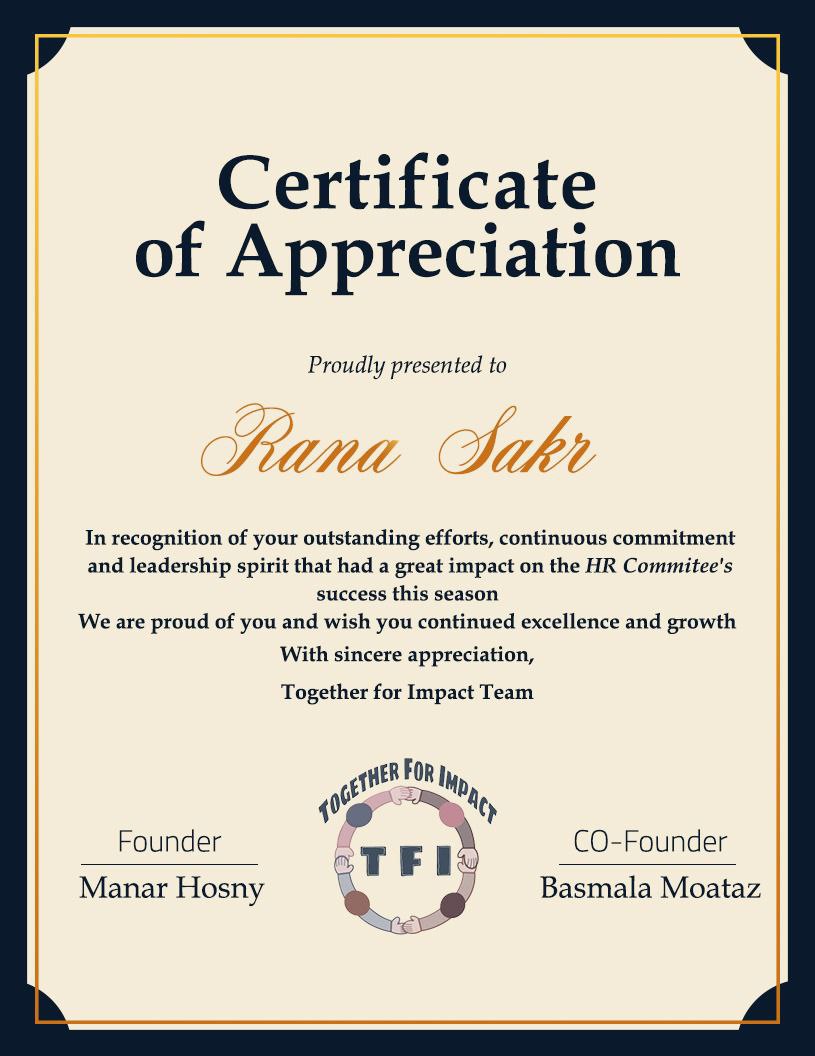 Certificate
of Appreciation
Proudly presented to
Rana Sakr
In recognition of your outstanding efforts, continuous commitment
and leadership spirit that had a great impact on the HR Commitee's
success this season
We are proud of you and wish you continued excellence and growth
With sincere appreciation,
Together for Impact Team
TOGETHER FOR IMPACT
TFI
Founder
Manar Hosny
CO-Founder
Basmala Moataz